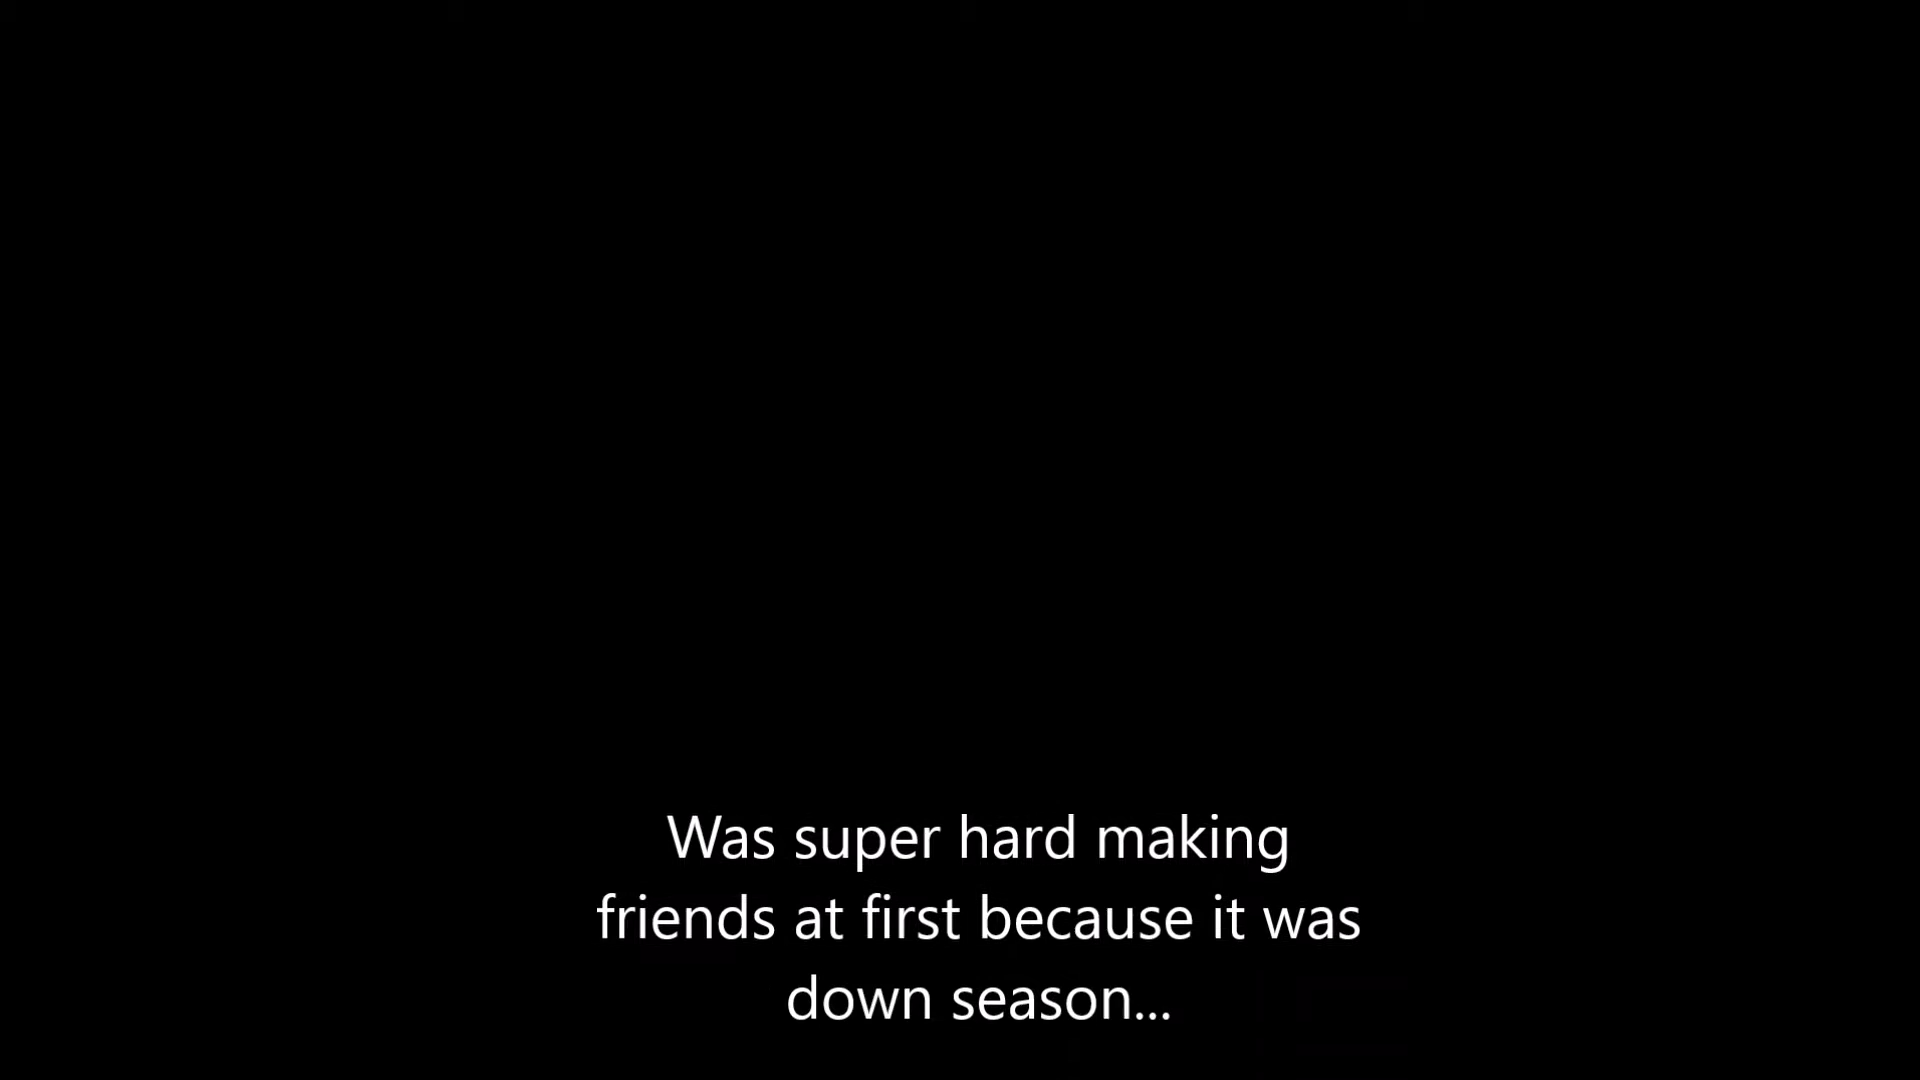 Was super hard making
friends at first because it was
down season...